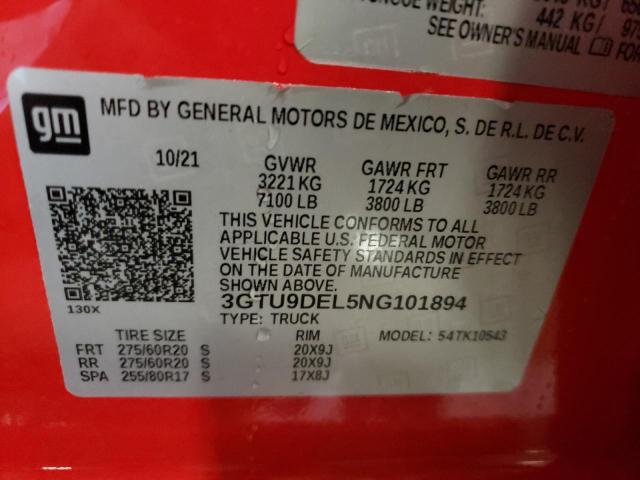 TONGUE WEIGHT:
442 KG/
SEE OWNER'S MANUAL FOR
gm
MFD BY GENERAL MOTORS DE MEXICO, S. DE R.L. DE C.V.
10/21 GVWR GAWR FRT GAWR RR
3221 KG 1724 KG 1724 KG
7100 LB 3800 LB 3800 LB
THIS VEHICLE CONFORMS TO ALL
APPLICABLE U.S. FEDERAL MOTOR
VEHICLE SAFETY STANDARDS IN EFFECT
ON THE DATE OF MANUFACTURE
SHOWN ABOVE.
130X 3GTU9DEL5NG101894
TYPE: TRUCK MODEL: 54TK10543
TIRE SIZE RIM
FRT 275/60R20 S 20X9J
RR 275/60R20 S 20X9J
SPA 255/80R17 S 17X8J